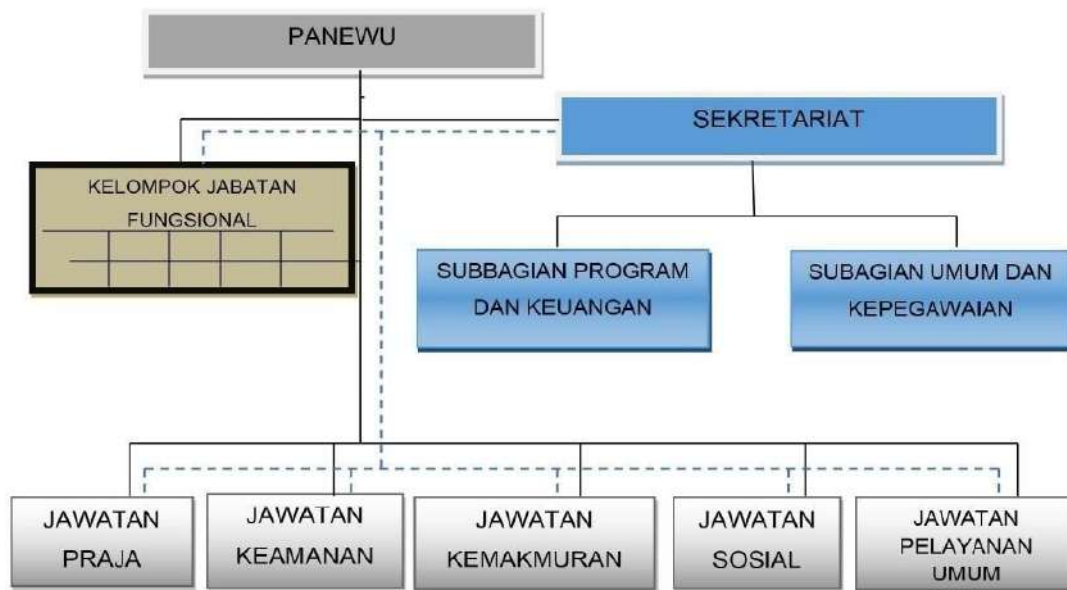 PANEWU
SEKRETARIAT
KELOMPOK JABATAN
FUNGSIONAL
SUBBAGIAN PROGRAM
DAN KEUANGAN
SUBAGIAN UMUM DAN
KEPEGAWAIAN
JAWATAN
PRAJA
JAWATAN
KEAMANAN
JAWATAN
KEMAKMURAN
JAWATAN
SOSIAL
JAWATAN
PELAYANAN
UMUM